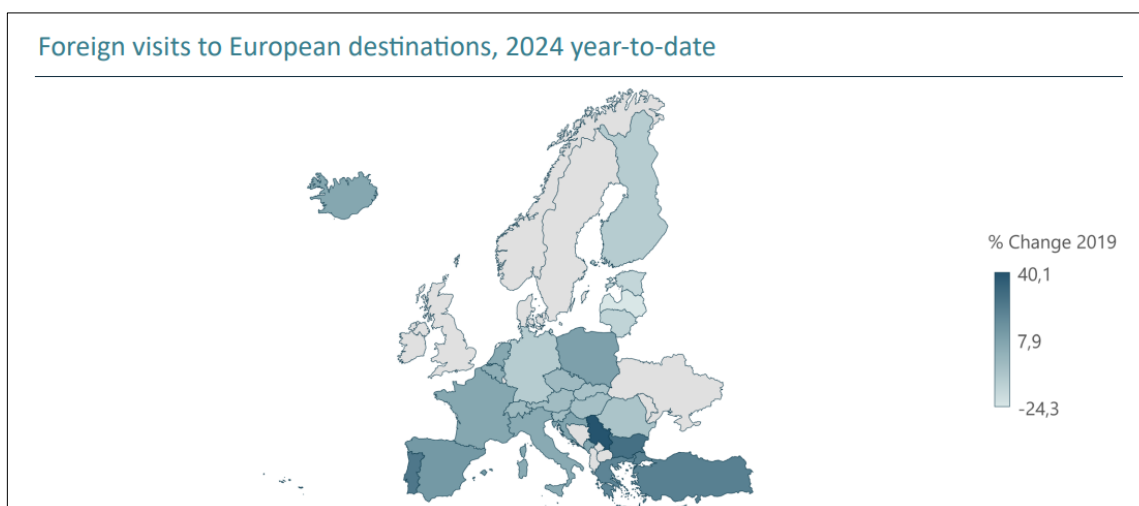 Foreign visits to European destinations, 2024 year-to-date
% Change 2019
40,1
7,9
-24,3